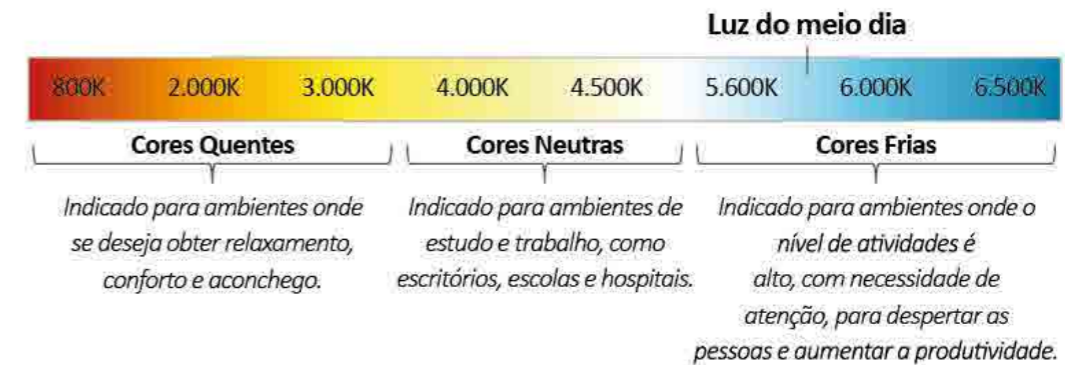 Luz do meio dia
800K 2.000K 3.000K 4.000K 4.500K 5.600K 6.000K 6.500K
Cores Quentes
Indicado para ambientes onde
se deseja obter relaxamento,
conforto e aconchego.
Cores Neutras
Indicado para ambientes de
estudo e trabalho, como
escritórios, escolas e hospitais.
Cores Frias
Indicado para ambientes onde o
nível de atividades é
alto, com necessidade de
atenção, para despertar as
pessoas e aumentar a produtividade.